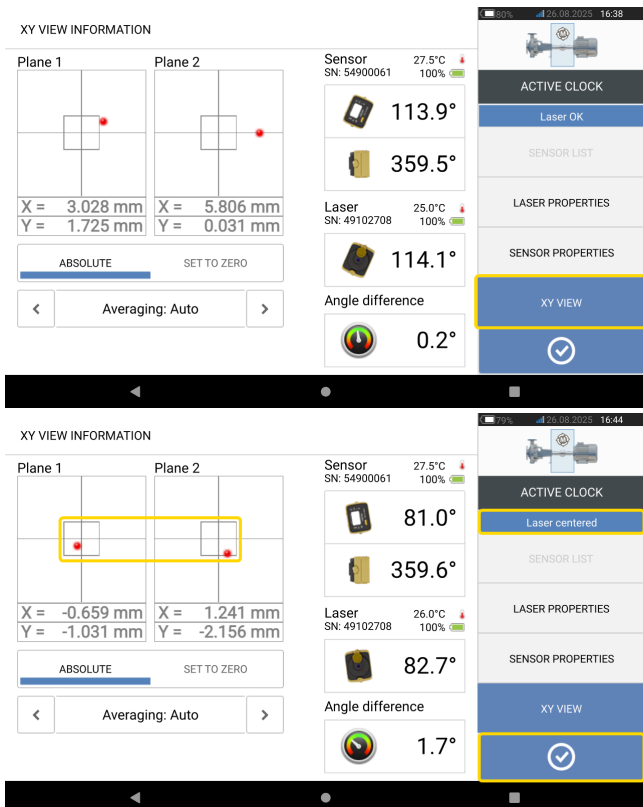 80% 26.08.2025 16:38
XY VIEW INFORMATION
Plane 1 Plane 2
X = 3.028 mm X = 5.806 mm
Y = 1.725 mm Y = 0.031 mm
ABSOLUTE SET TO ZERO
Averaging: Auto
Sensor 27.5°C
SN: 54900061 100%
113.9°
359.5°
Laser 25.0°C
SN: 49102708 100%
114.1°
Angle difference
0.2°
ACTIVE CLOCK
Laser OK
SENSOR LIST
LASER PROPERTIES
SENSOR PROPERTIES
XY VIEW
79% 26.08.2025 16:44
XY VIEW INFORMATION
Plane 1 Plane 2
X = -0.659 mm X = 1.241 mm
Y = -1.031 mm Y = -2.156 mm
ABSOLUTE SET TO ZERO
Averaging: Auto
Sensor 27.5°C
SN: 54900061 100%
81.0°
359.6°
Laser 26.0°C
SN: 49102708 100%
82.7°
Angle difference
1.7°
ACTIVE CLOCK
Laser centered
SENSOR LIST
LASER PROPERTIES
SENSOR PROPERTIES
XY VIEW